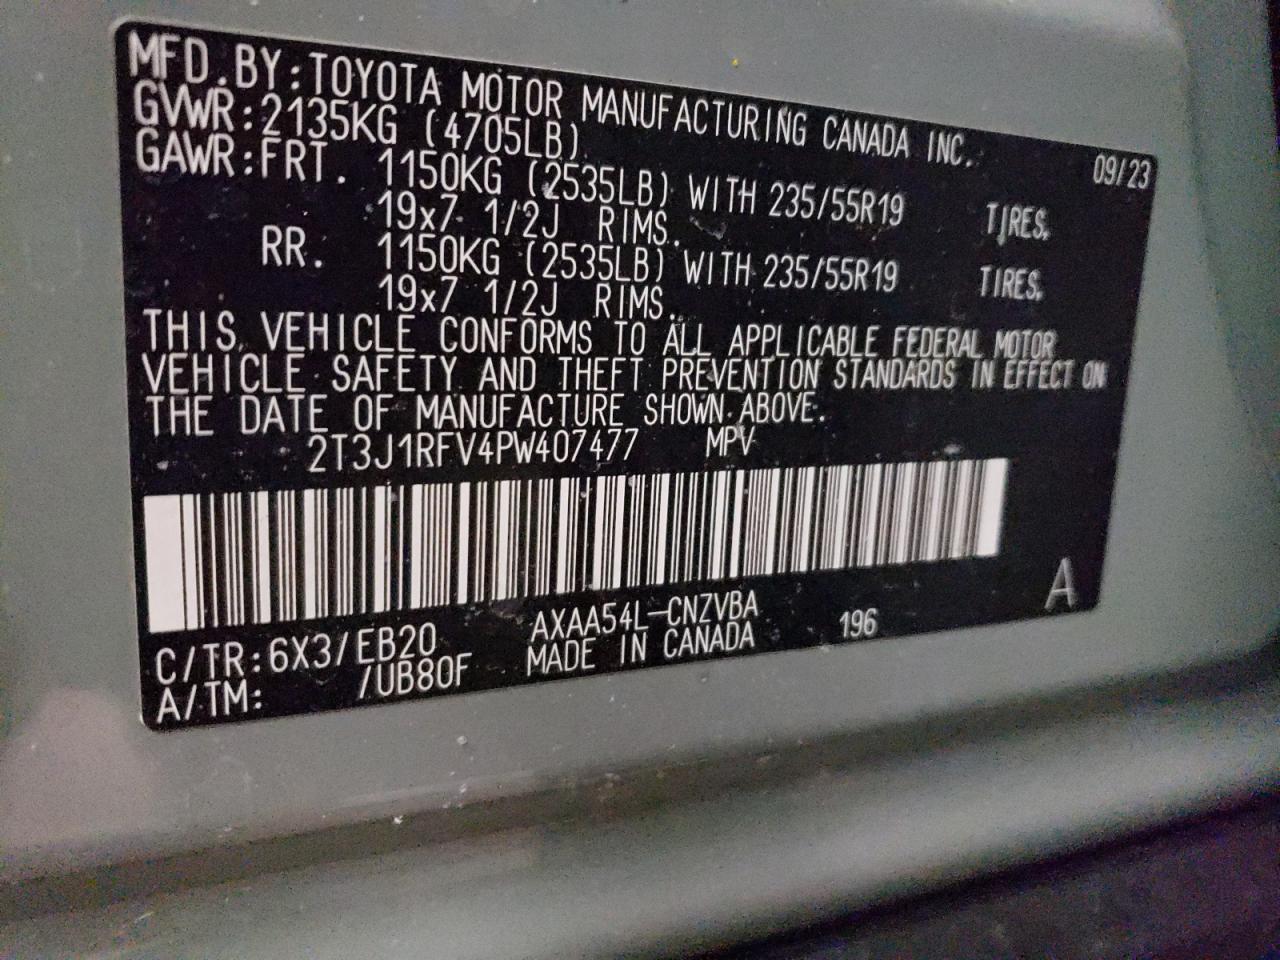 MFD.BY:TOYOTA MOTOR MANUFACTURING CANADA INC. 09/23
GVWR:2135KG (4705LB)
GAWR:FRT. 1150KG (2535LB) WITH 235/55R19 TIRES.
19x7 1/2J RIMS.
RR. 1150KG (2535LB) WITH 235/55R19 TIRES.
19x7 1/2J RIMS.
THIS VEHICLE CONFORMS TO ALL APPLICABLE FEDERAL MOTOR
VEHICLE SAFETY AND THEFT PREVENTION STANDARDS IN EFFECT ON
THE DATE OF MANUFACTURE SHOWN ABOVE.
2T3J1RFV4PW407477 MPV
A
C/TR:6X3/EB20 AXAA54L-CNZVBA 196
A/TM: /UB80F MADE IN CANADA